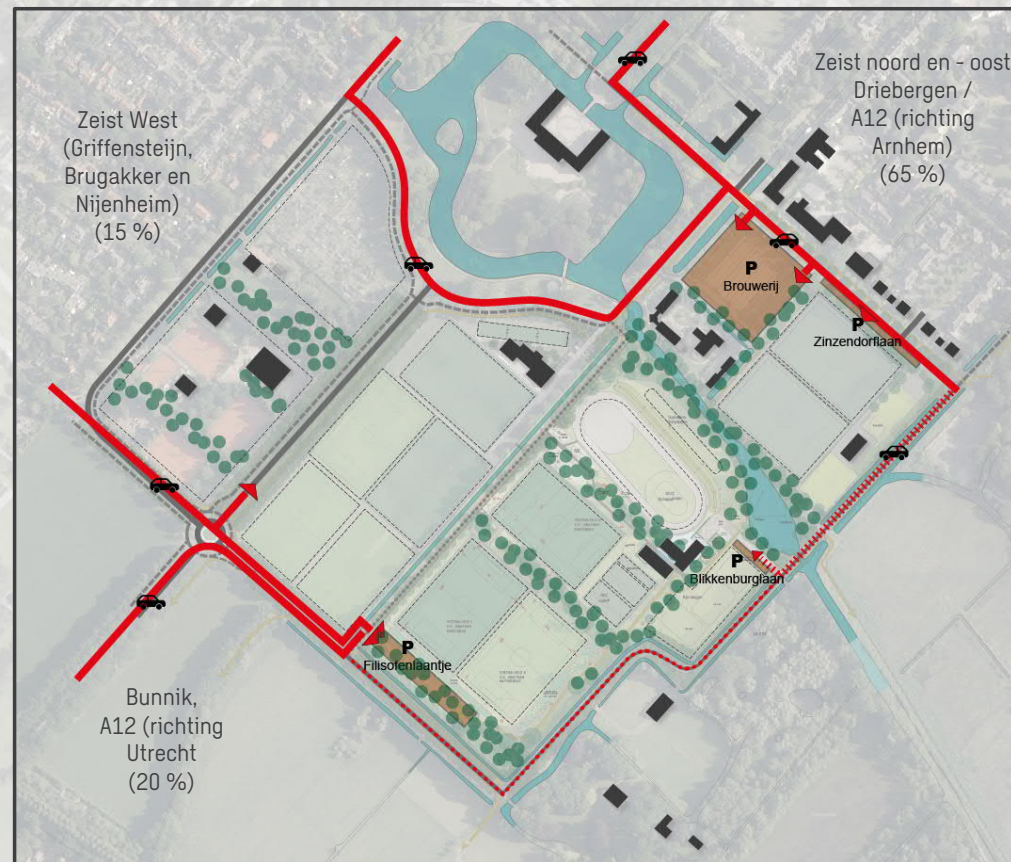 Zeist noord en - oost
Driebergen /
A12 (richting
Arnhem)
(65 %)
Zeist West
(Griffensteijn,
Brugakker en
Nijenheim)
(15 %)
P
Brouwerij
P
Zinzendorflaan
P
Blikkenburglaan
P
Filisofenlaantje
Bunnik,
A12 (richting
Utrecht
(20 %)